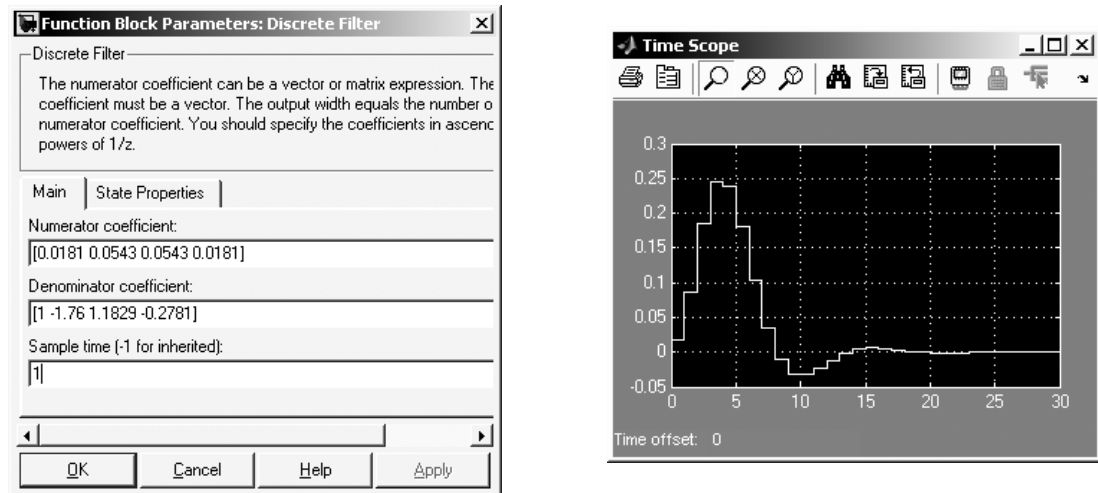 Function Block Parameters: Discrete Filter
Discrete Filter
The numerator coefficient can be a vector or matrix expression. The
coefficient must be a vector. The output width equals the number o
numerator coefficient. You should specify the coefficients in ascend
powers of 1/z.
Main State Properties
Numerator coefficient:
[0.0181 0.0543 0.0543 0.0181]
Denominator coefficient:
[1 -1.76 1.1829 -0.2781]
Sample time (-1 for inherited):
1
OK Cancel Help Apply
Time Scope
0.3
0.25
0.2
0.15
0.1
0.05
0
-0.05
0 5 10 15 20 25 30
Time offset: 0